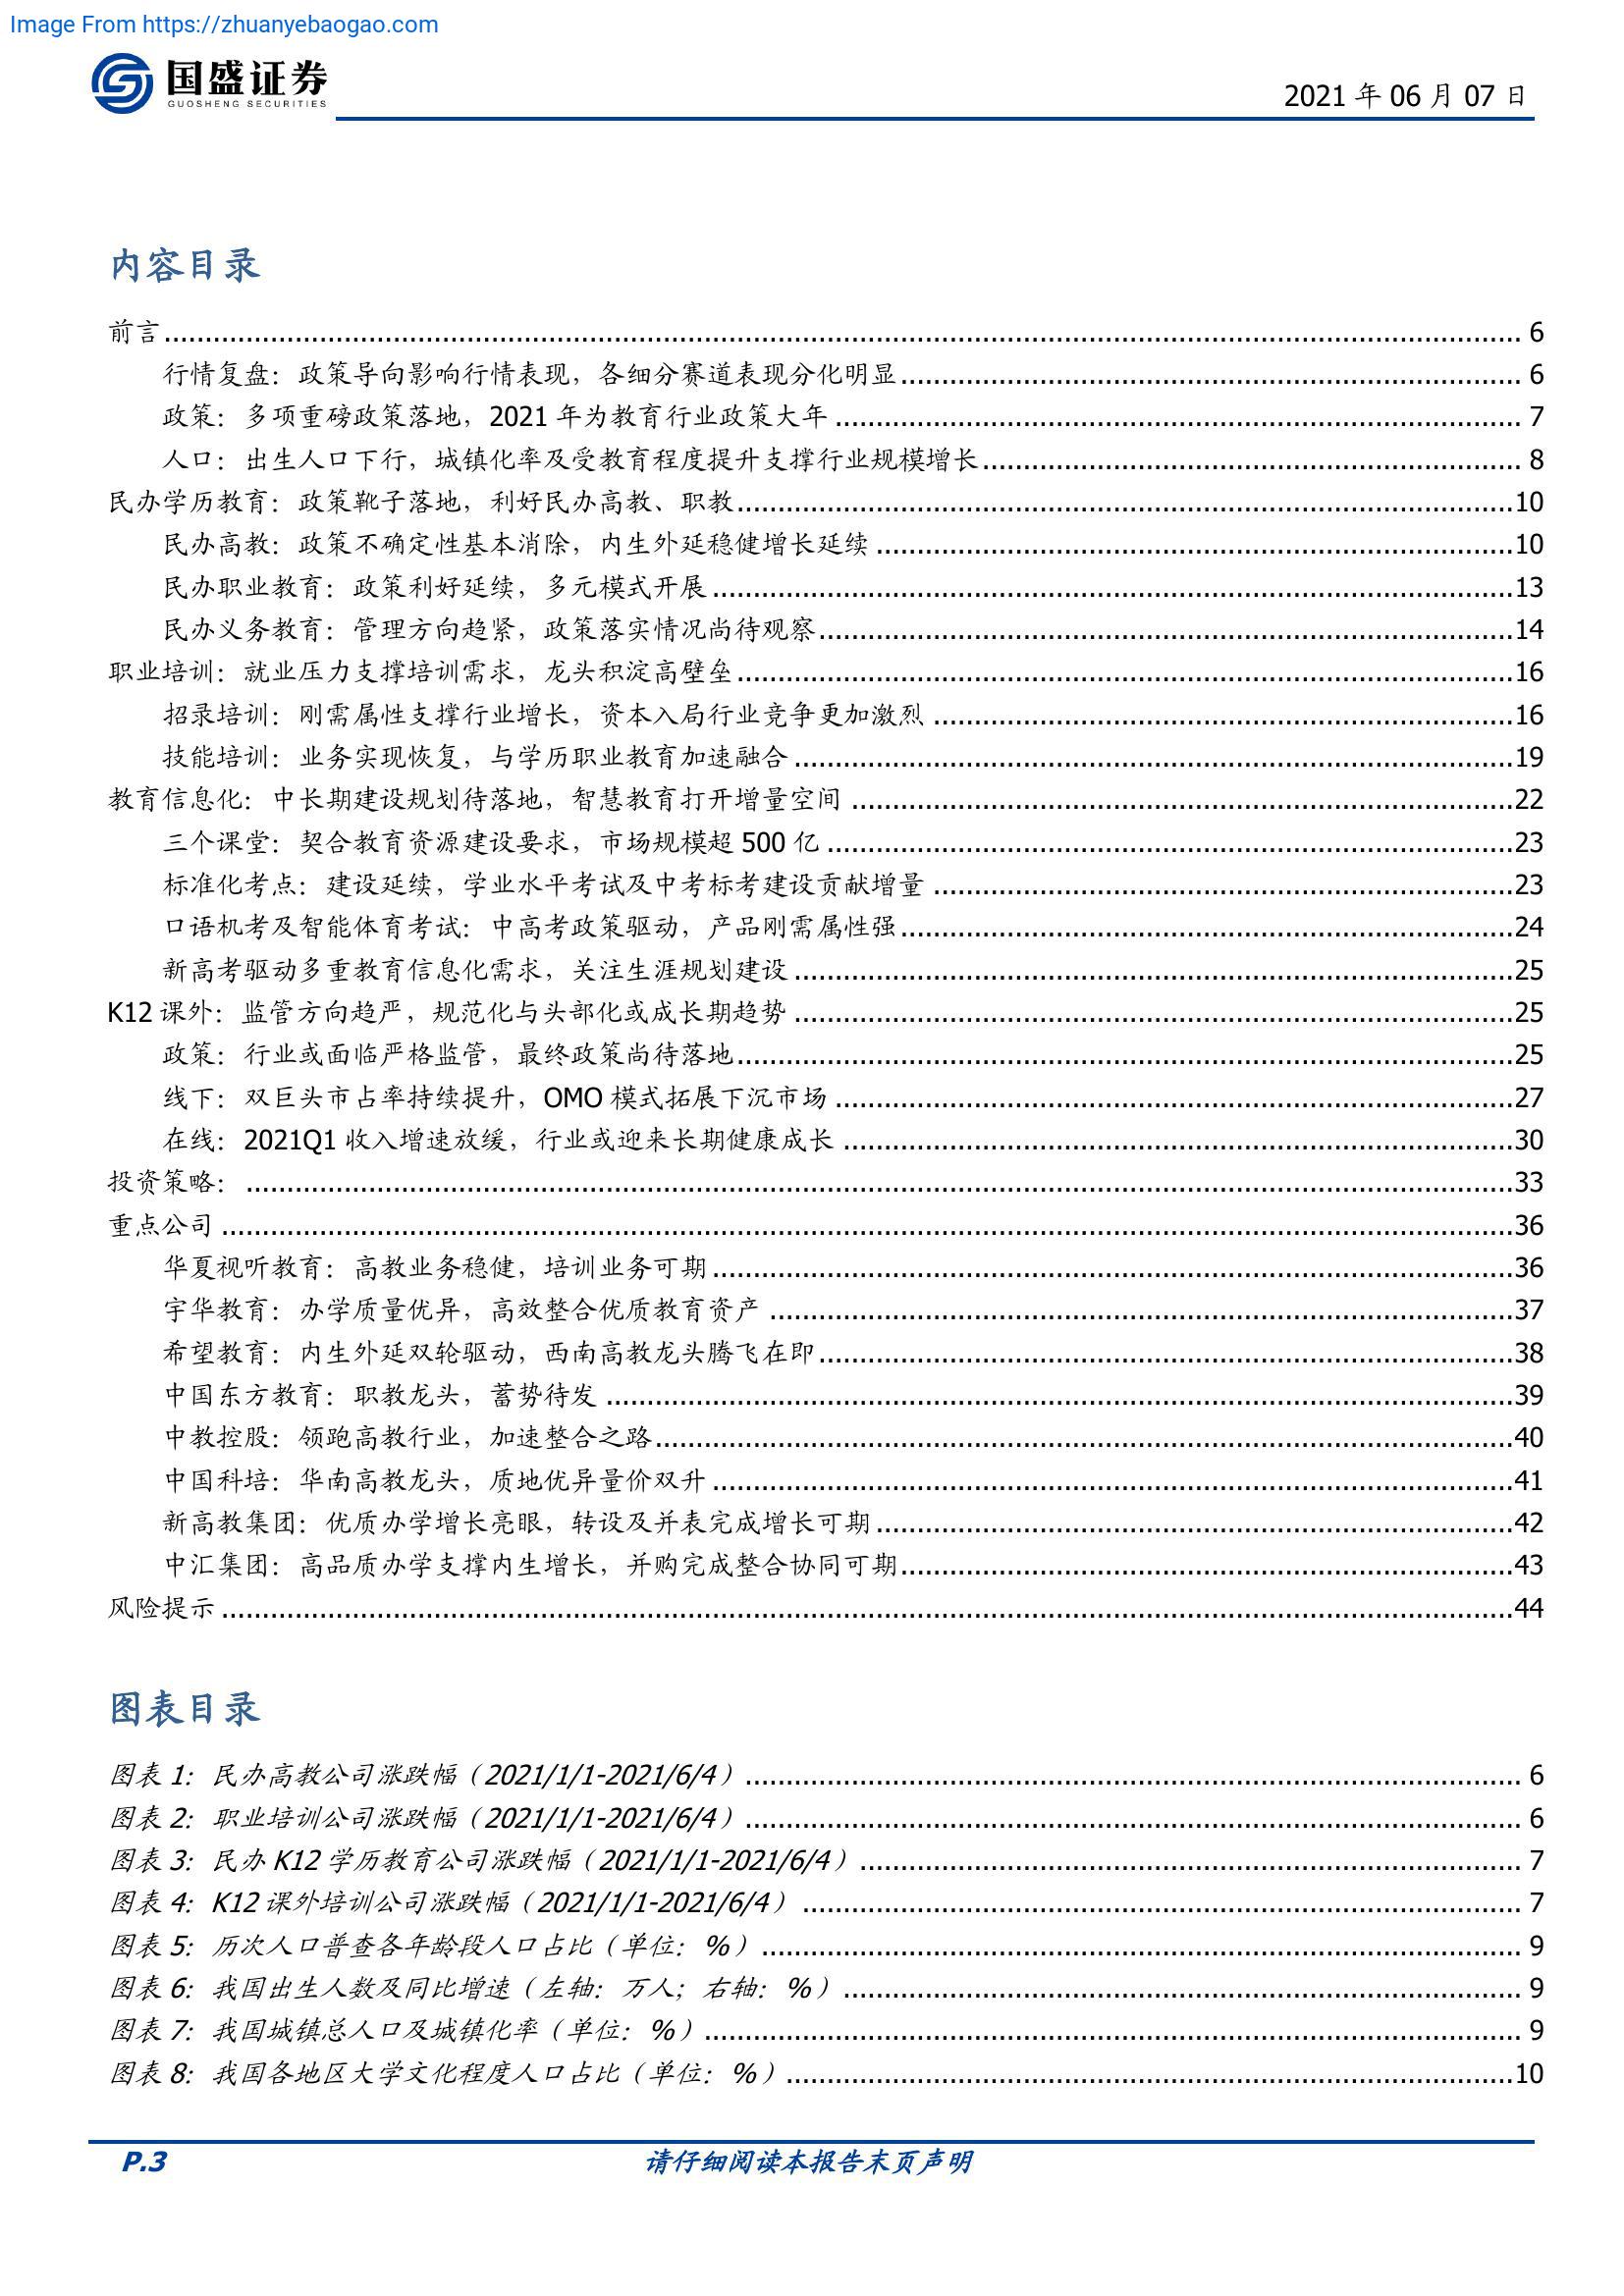 Image From https://zhuanyebaogao.com
国盛证券
GUOSHENG SECURITIES
2021 年 06 月 07 日
内容目录
前言 6
行情复盘：政策导向影响行情表现，各细分赛道表现分化明显 6
政策：多项重磅政策落地，2021 年为教育行业政策大年 7
人口：出生人口下行，城镇化率及受教育程度提升支撑行业规模增长 8
民办学历教育：政策靴子落地，利好民办高教、职教 10
民办高教：政策不确定性基本消除，内生外延稳健增长延续 10
民办职业教育：政策利好延续，多元模式开展 13
民办义务教育：管理方向趋紧，政策落实情况尚待观察 14
职业培训：就业压力支撑培训需求，龙头积淀高壁垒 16
招录培训：刚需属性支撑行业增长，资本入局行业竞争更加激烈 16
技能培训：业务实现恢复，与学历职业教育加速融合 19
教育信息化：中长期建设规划待落地，智慧教育打开增量空间 22
三个课堂：契合教育资源建设要求，市场规模超 500 亿 23
标准化考点：建设延续，学业水平考试及中考标考建设贡献增量 23
口语机考及智能体育考试：中高考政策驱动，产品刚需属性强 24
新高考驱动多重教育信息化需求，关注生涯规划建设 25
K12 课外：监管方向趋严，规范化与头部化或成长期趋势 25
政策：行业或面临严格监管，最终政策尚待落地 25
线下：双巨头市占率持续提升，OMO 模式拓展下沉市场 27
在线：2021Q1 收入增速放缓，行业或迎来长期健康成长 30
投资策略： 33
重点公司 36
华夏视听教育：高教业务稳健，培训业务可期 36
宇华教育：办学质量优异，高效整合优质教育资产 37
希望教育：内生外延双轮驱动，西南高教龙头腾飞在即 38
中国东方教育：职教龙头，蓄势待发 39
中教控股：领跑高教行业，加速整合之路 40
中国科培：华南高教龙头，质地优异量价双升 41
新高教集团：优质办学增长亮眼，转设及并表完成增长可期 42
中汇集团：高品质办学支撑内生增长，并购完成整合协同可期 43
风险提示 44
图表目录
图表 1：民办高教公司涨跌幅（2021/1/1-2021/6/4） 6
图表 2：职业培训公司涨跌幅（2021/1/1-2021/6/4） 6
图表 3：民办 K12 学历教育公司涨跌幅（2021/1/1-2021/6/4） 7
图表 4：K12 课外培训公司涨跌幅（2021/1/1-2021/6/4） 7
图表 5：历次人口普查各年龄段人口占比（单位：%） 9
图表 6：我国出生人数及同比增速（左轴：万人；右轴：%） 9
图表 7：我国城镇总人口及城镇化率（单位：%） 9
图表 8：我国各地区大学文化程度人口占比（单位：%） 10
P.3
请仔细阅读本报告末页声明